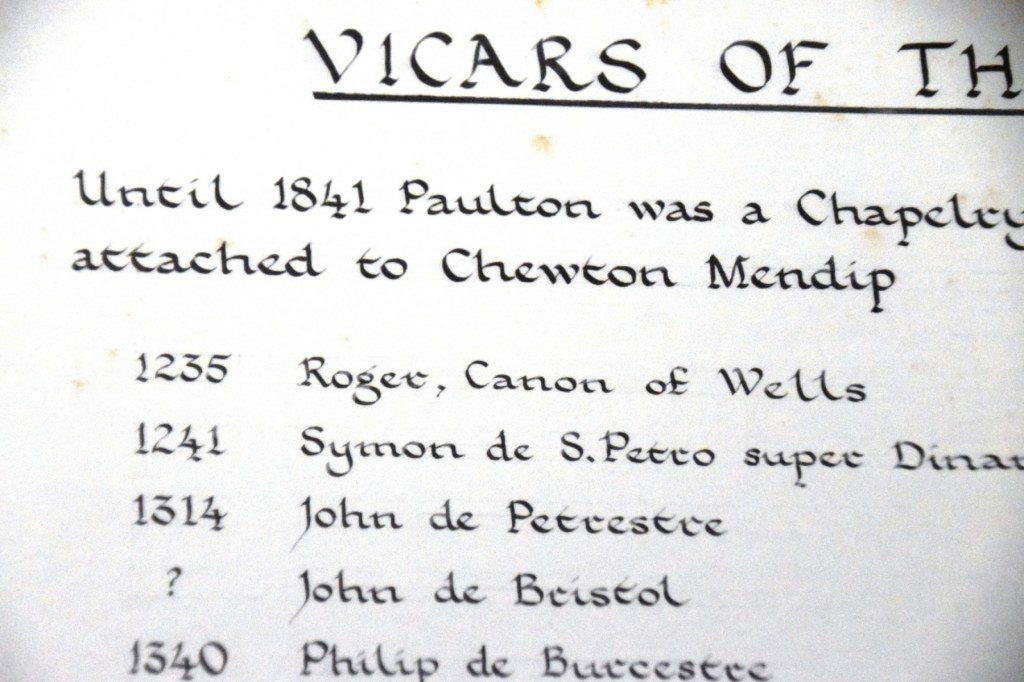 VICARS OF TH
Until 1841 Paulton was a Chapelry
attached to Chewton Mendip
1235 Roger, Canon of Wells
1241 Symon de S. Petro super Dinar
1314 John de Petrestre
? John de Bristol
1340 Philip de Burcestre